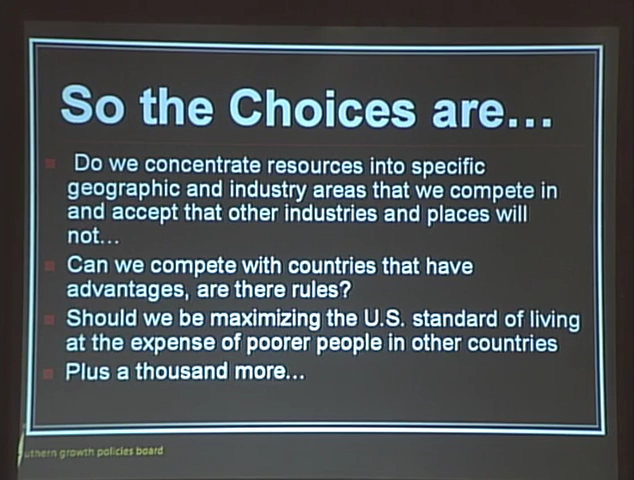 So the Choices are...
Do we concentrate resources into specific
geographic and industry areas that we compete in
and accept that other industries and places will
not...
Can we compete with countries that have
advantages, are there rules?
Should we be maximizing the U.S. standard of living
at the expense of poorer people in other countries
Plus a thousand more...
uthern growth policies board